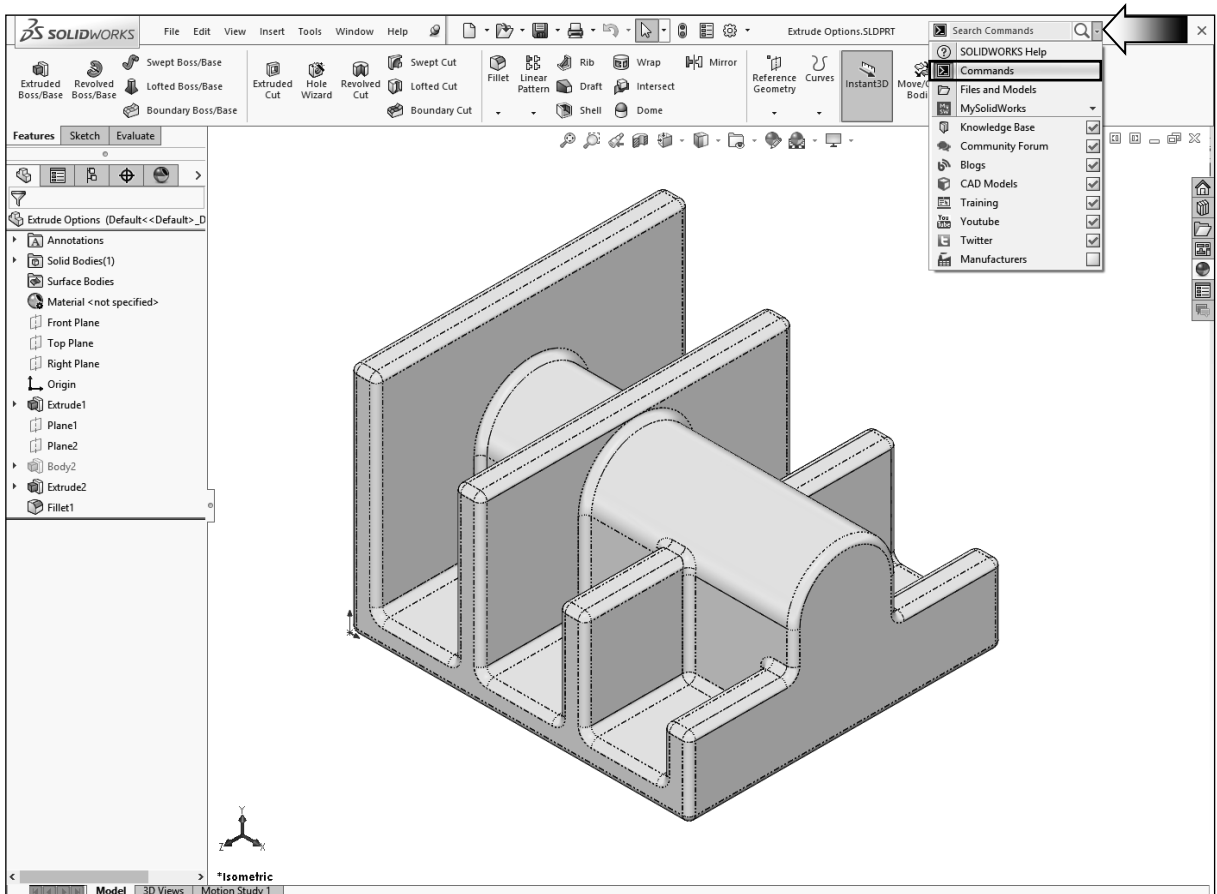 SOLIDWORKS File Edit View Insert Tools Window Help Extrude Options.SLDPRT Search Commands
SOLIDWORKS Help
Commands
Files and Models
MySolidWorks
Knowledge Base
Community Forum
Blogs
CAD Models
Training
Youtube
Twitter
Manufacturers
Extruded Boss/Base
Revolved Boss/Base
Swept Boss/Base
Lofted Boss/Base
Boundary Boss/Base
Extruded Cut
Hole Wizard
Revolved Cut
Swept Cut
Lofted Cut
Boundary Cut
Fillet
Linear Pattern
Rib
Draft
Shell
Wrap
Intersect
Dome
Mirror
Reference Geometry
Curves
Instant3D
Features Sketch Evaluate
Extrude Options (Default<<Default>_D
Annotations
Solid Bodies(1)
Surface Bodies
Material <not specified>
Front Plane
Top Plane
Right Plane
Origin
Extrude1
Plane1
Plane2
Body2
Extrude2
Fillet1
Y
Z X
*Isometric
Model 3D Views Motion Study 1